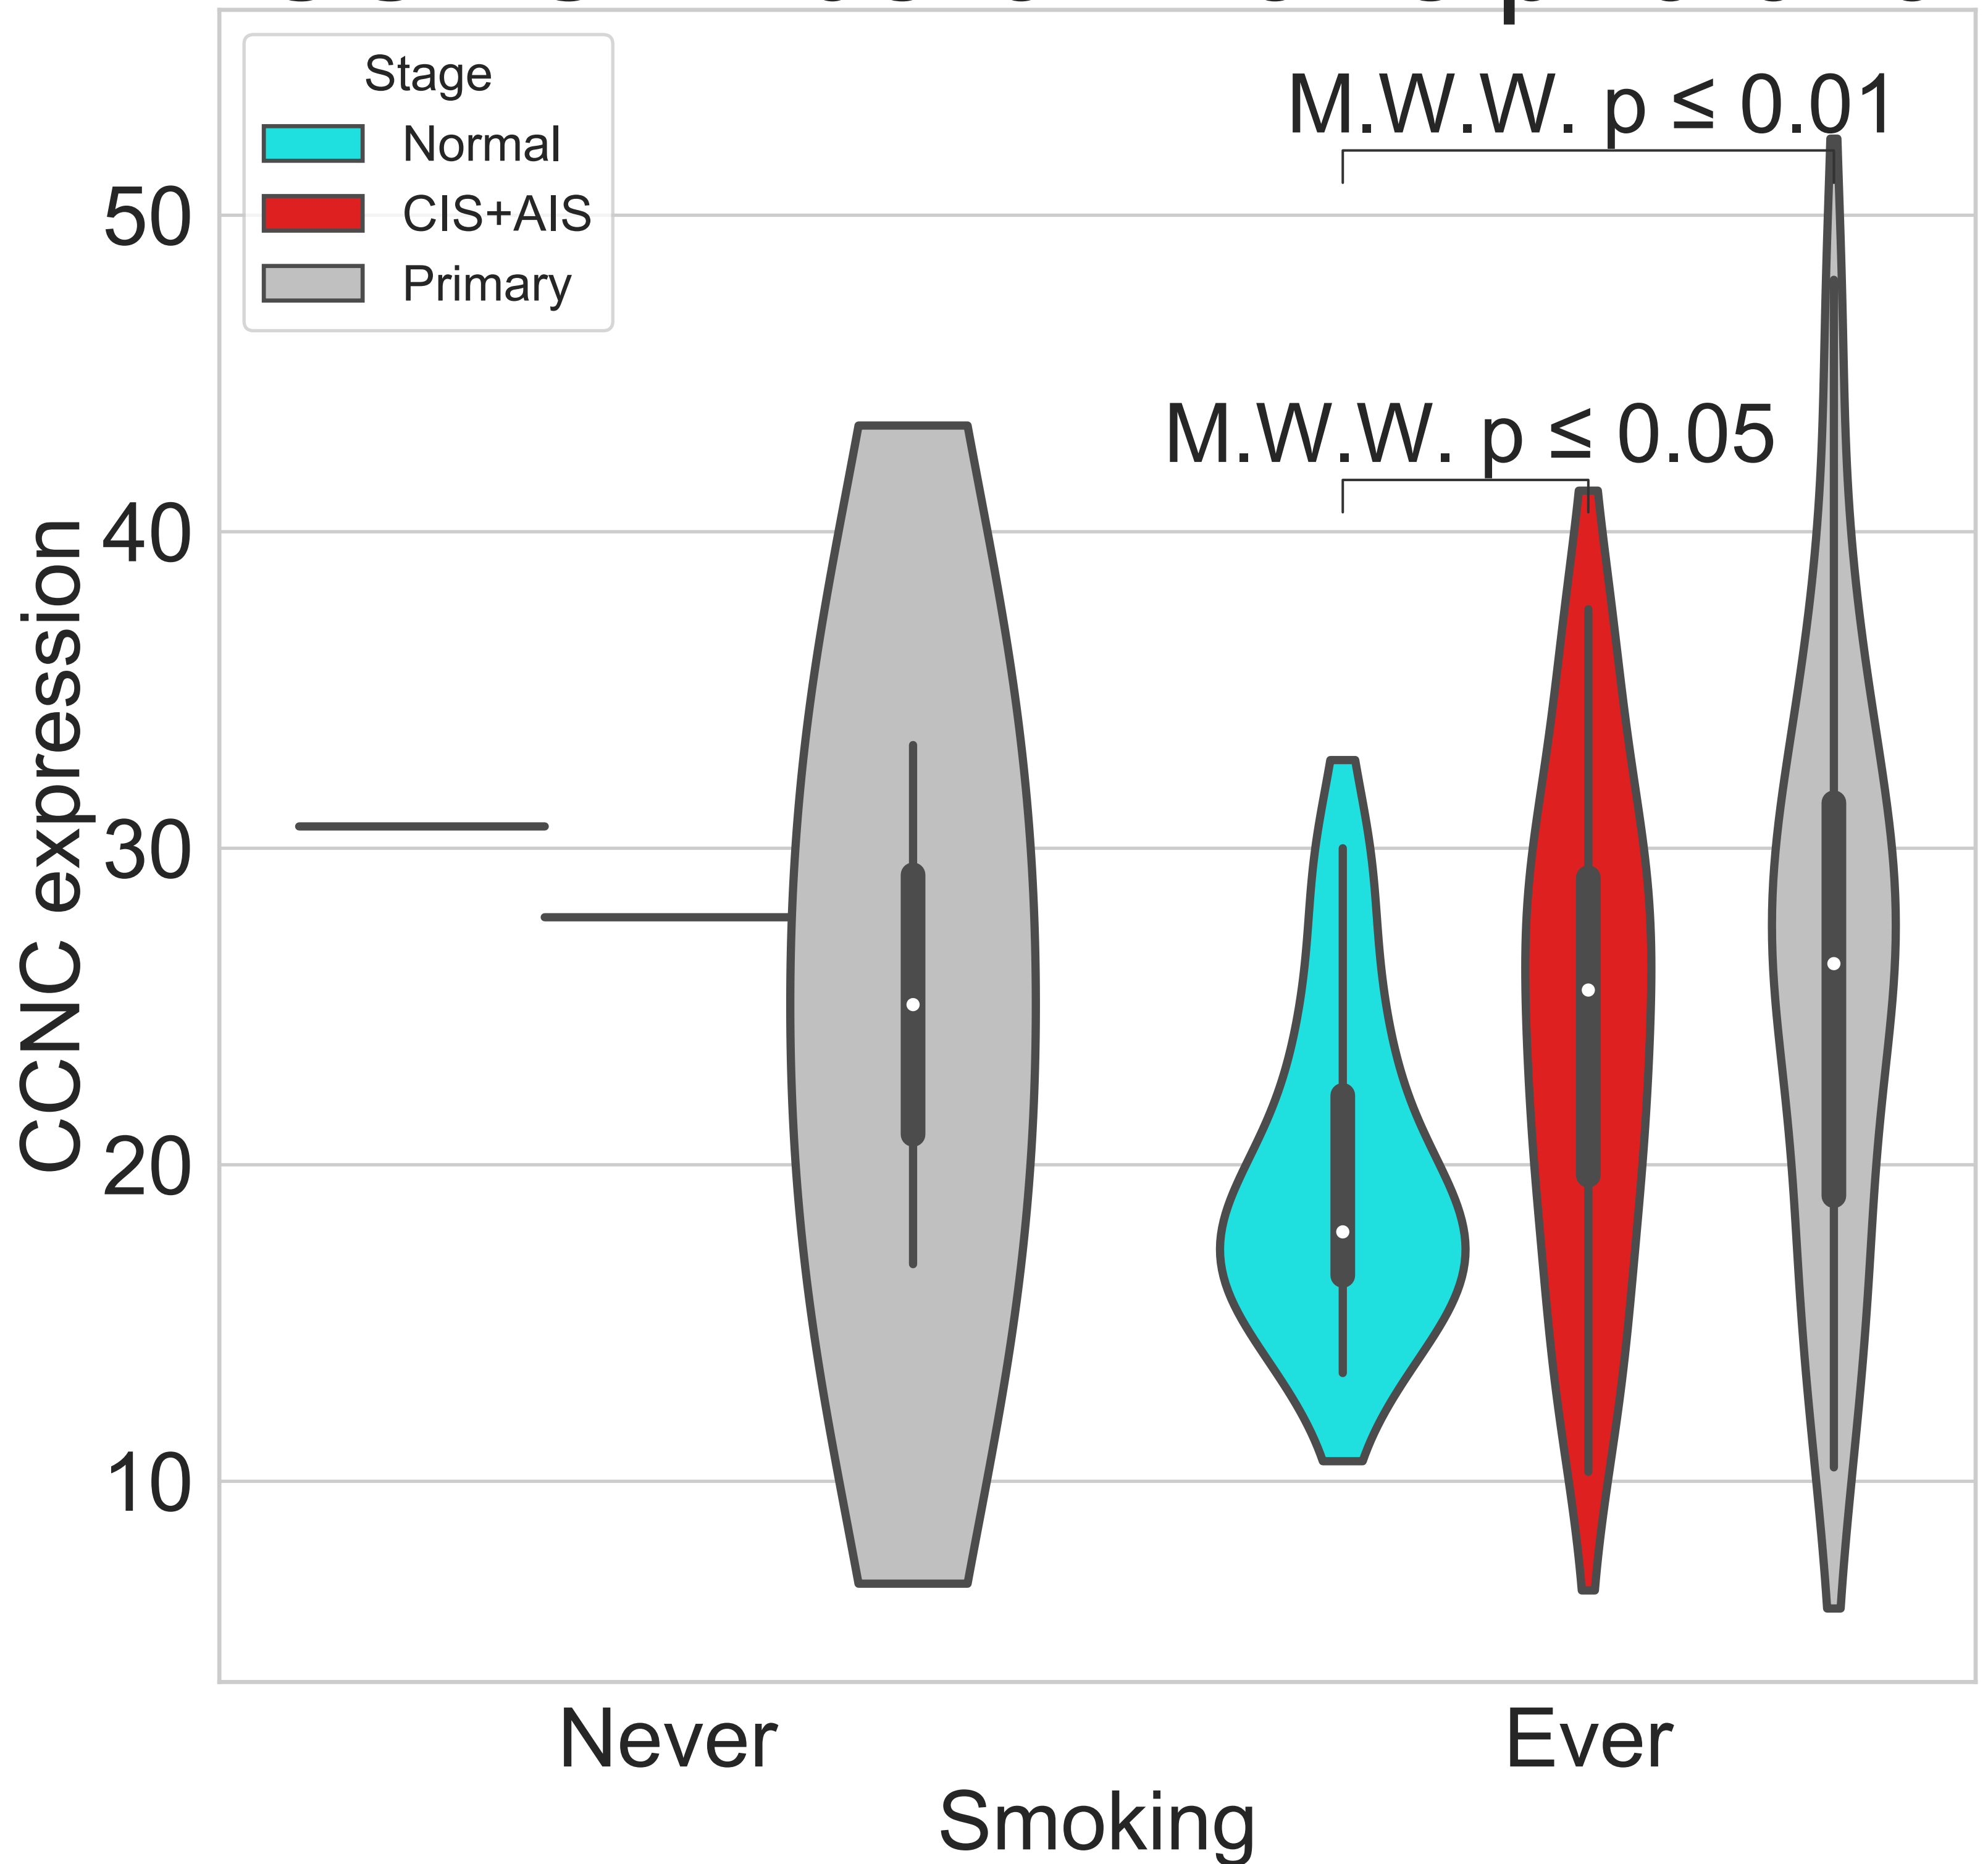 Stage
Normal
CIS+AIS
Primary
M.W.W. p ≤ 0.01
M.W.W. p ≤ 0.05
50
40
30
20
10
CCNC expression
Never
Ever
Smoking